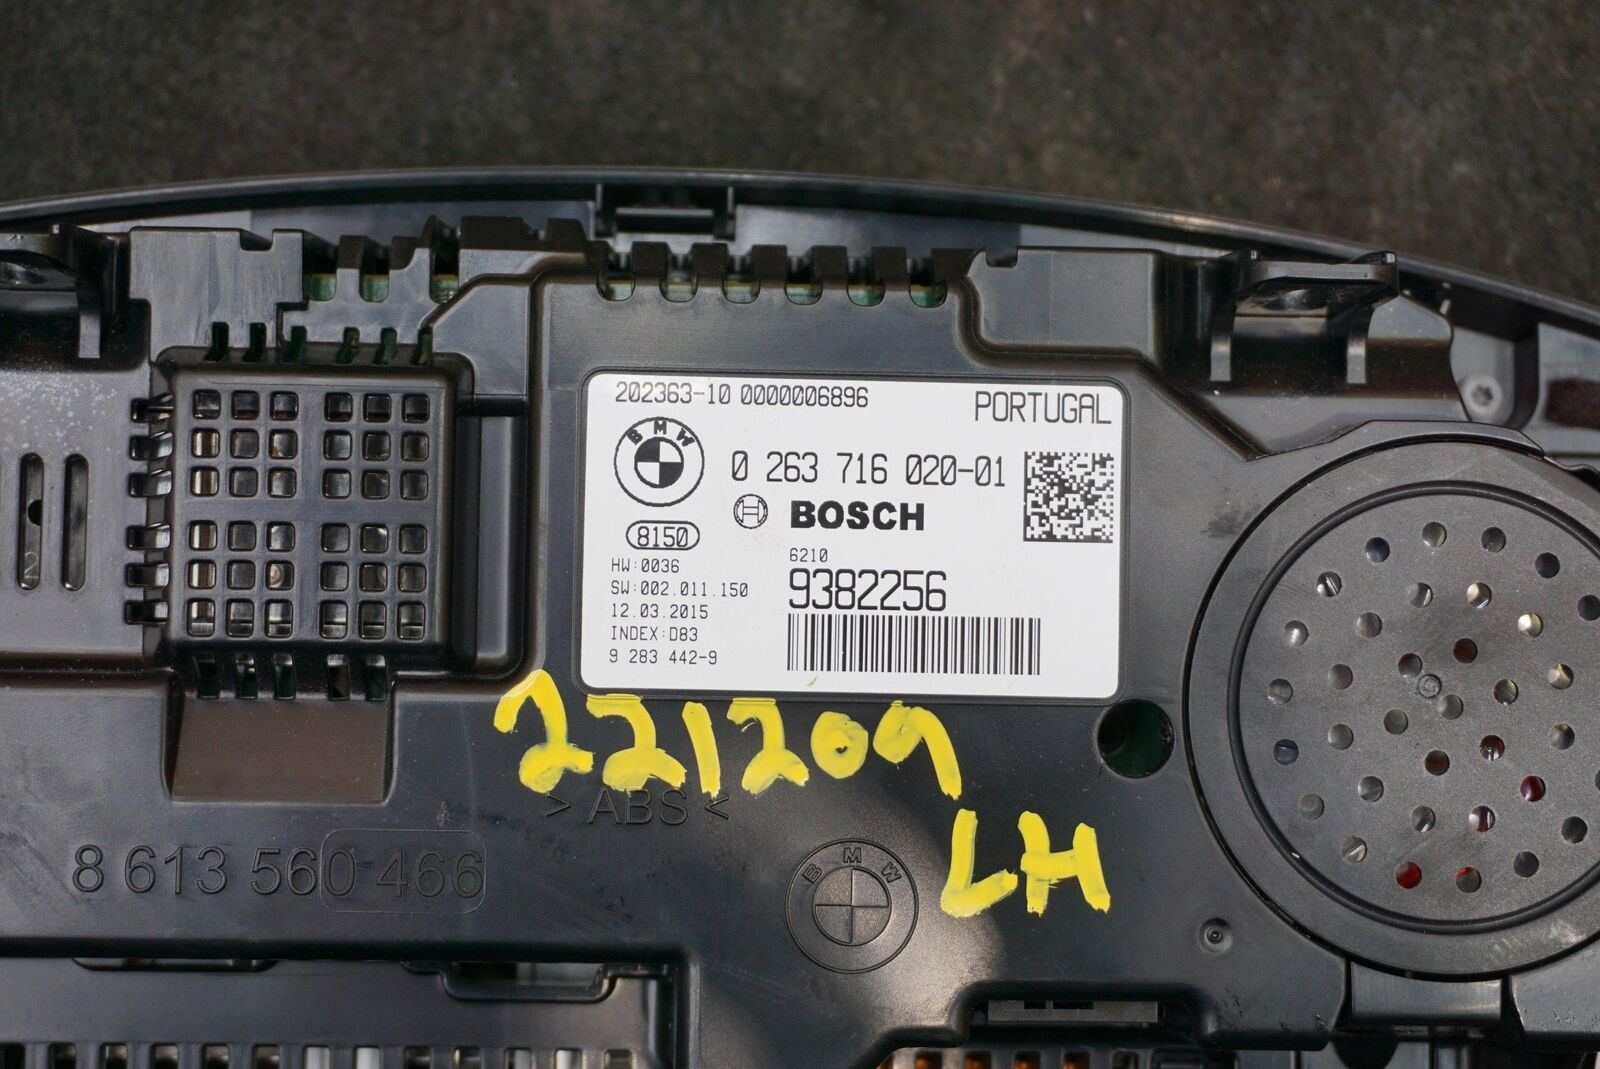 202363-10 0000006896
PORTUGAL
BMW
0 263 716 020-01
BOSCH
8150
6210
HW:0036
9382256
SW:002.011.150
12.03.2015
INDEX:D83
9 283 442-9
221209
> ABS <
LH
8 613 560 466
BMW